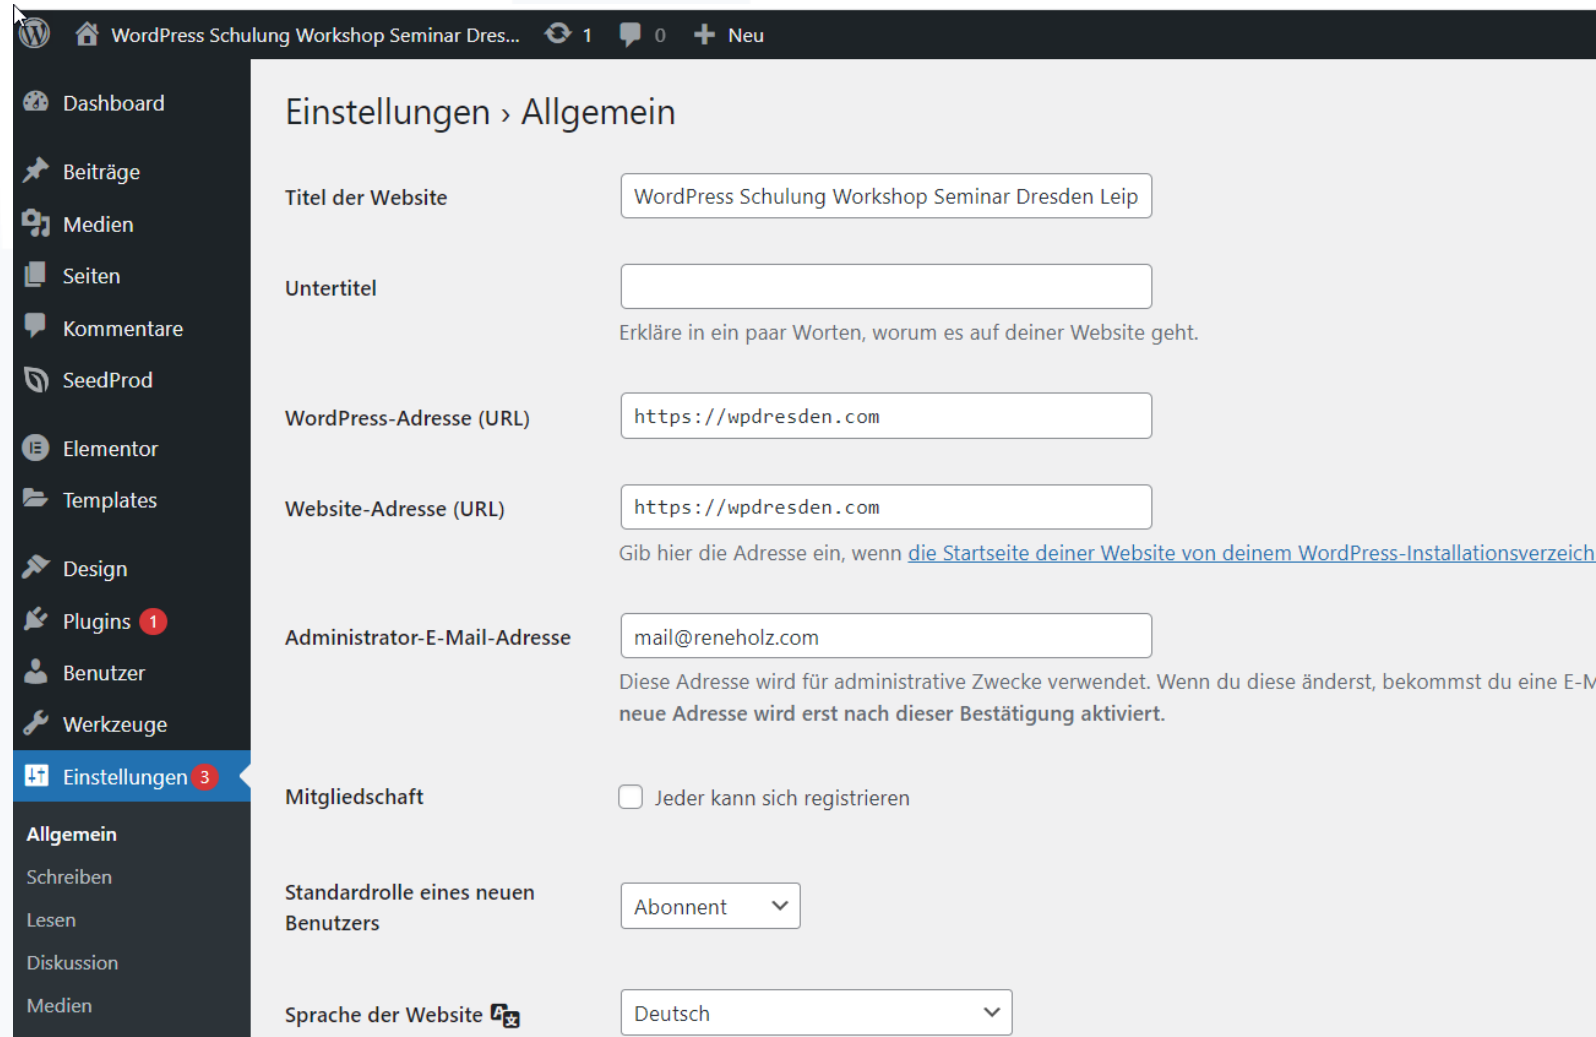 WordPress Schulung Workshop Seminar Dres... 1 0 Neu
Dashboard
Beiträge
Medien
Seiten
Kommentare
SeedProd
Elementor
Templates
Design
Plugins 1
Benutzer
Werkzeuge
Einstellungen 3
Allgemein
Schreiben
Lesen
Diskussion
Medien
Einstellungen › Allgemein
Titel der Website
WordPress Schulung Workshop Seminar Dresden Leip
Untertitel
Erkläre in ein paar Worten, worum es auf deiner Website geht.
WordPress-Adresse (URL)
https://wpdresden.com
Website-Adresse (URL)
https://wpdresden.com
Gib hier die Adresse ein, wenn die Startseite deiner Website von deinem WordPress-Installationsverzeich
Administrator-E-Mail-Adresse
mail@reneholz.com
Diese Adresse wird für administrative Zwecke verwendet. Wenn du diese änderst, bekommst du eine E-M
neue Adresse wird erst nach dieser Bestätigung aktiviert.
Mitgliedschaft
Jeder kann sich registrieren
Standardrolle eines neuen
Benutzers
Abonnent
Sprache der Website
Deutsch